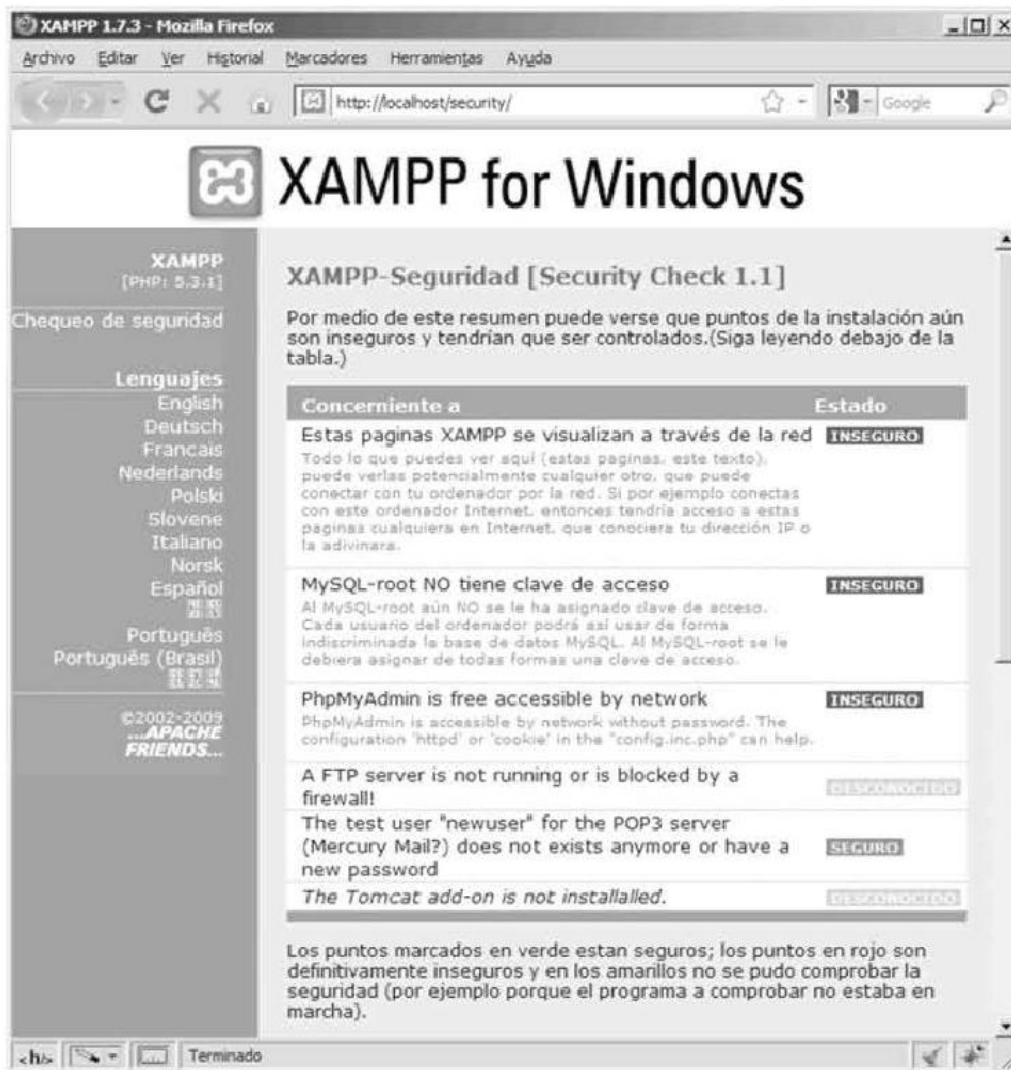 XAMPP 1.7.3 - Mozilla Firefox
Archivo Editar Ver Historial Marcadores Herramientas Ayuda
http://localhost/security/
Google
XAMPP for Windows
XAMPP
[PHP: 5.3.1]
Chequeo de seguridad
Lenguajes
English
Deutsch
Francais
Nederlands
Polski
Slovene
Italiano
Norsk
Español
Português
Português (Brasil)
©2002-2009
...APACHE
FRIENDS...
XAMPP-Seguridad [Security Check 1.1]
Por medio de este resumen puede verse que puntos de la instalación aún
son inseguros y tendrían que ser controlados.(Siga leyendo debajo de la
tabla.)
Concerniente a Estado
Estas paginas XAMPP se visualizan a través de la red INSEGURO
Todo lo que puedes ver aquí (estas paginas, este texto),
puede verlas potencialmente cualquier otro, que puede
conectar con tu ordenador por la red. Si por ejemplo conectas
con este ordenador Internet, entonces tendría acceso a estas
paginas cualquiera en Internet, que conociera tu dirección IP o
la adivinara.
MySQL-root NO tiene clave de acceso INSEGURO
Al MySQL-root aún NO se le ha asignado clave de acceso.
Cada usuario del ordenador podrá así usar de forma
indiscriminada la base de datos MySQL. Al MySQL-root se le
debiera asignar de todas formas una clave de acceso.
PhpMyAdmin is free accessible by network INSEGURO
PhpMyAdmin is accessible by network without password. The
configuration 'httpd' or 'cookie' in the "config.inc.php" can help.
A FTP server is not running or is blocked by a
firewall! DESCONOCIDO
The test user "newuser" for the POP3 server
(Mercury Mail?) does not exists anymore or have a SEGURO
new password
The Tomcat add-on is not installalled. DESCONOCIDO
Los puntos marcados en verde estan seguros; los puntos en rojo son
definitivamente inseguros y en los amarillos no se pudo comprobar la
seguridad (por ejemplo porque el programa a comprobar no estaba en
marcha).
<h/> Terminado